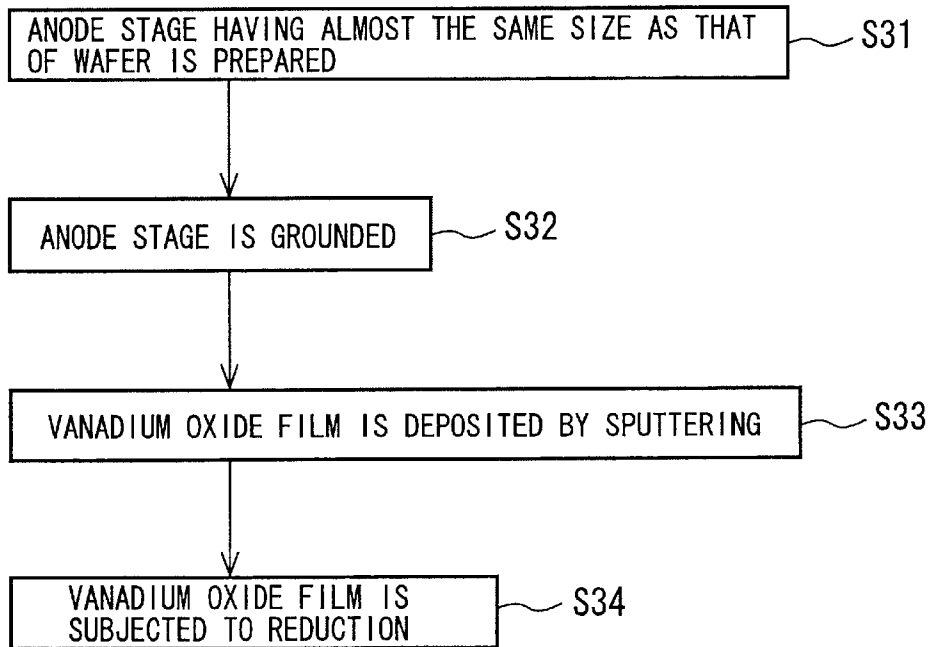 ANODE STAGE HAVING ALMOST THE SAME SIZE AS THAT
OF WAFER IS PREPARED
S31
ANODE STAGE IS GROUNDED
S32
VANADIUM OXIDE FILM IS DEPOSITED BY SPUTTERING
S33
VANADIUM OXIDE FILM IS
SUBJECTED TO REDUCTION
S34